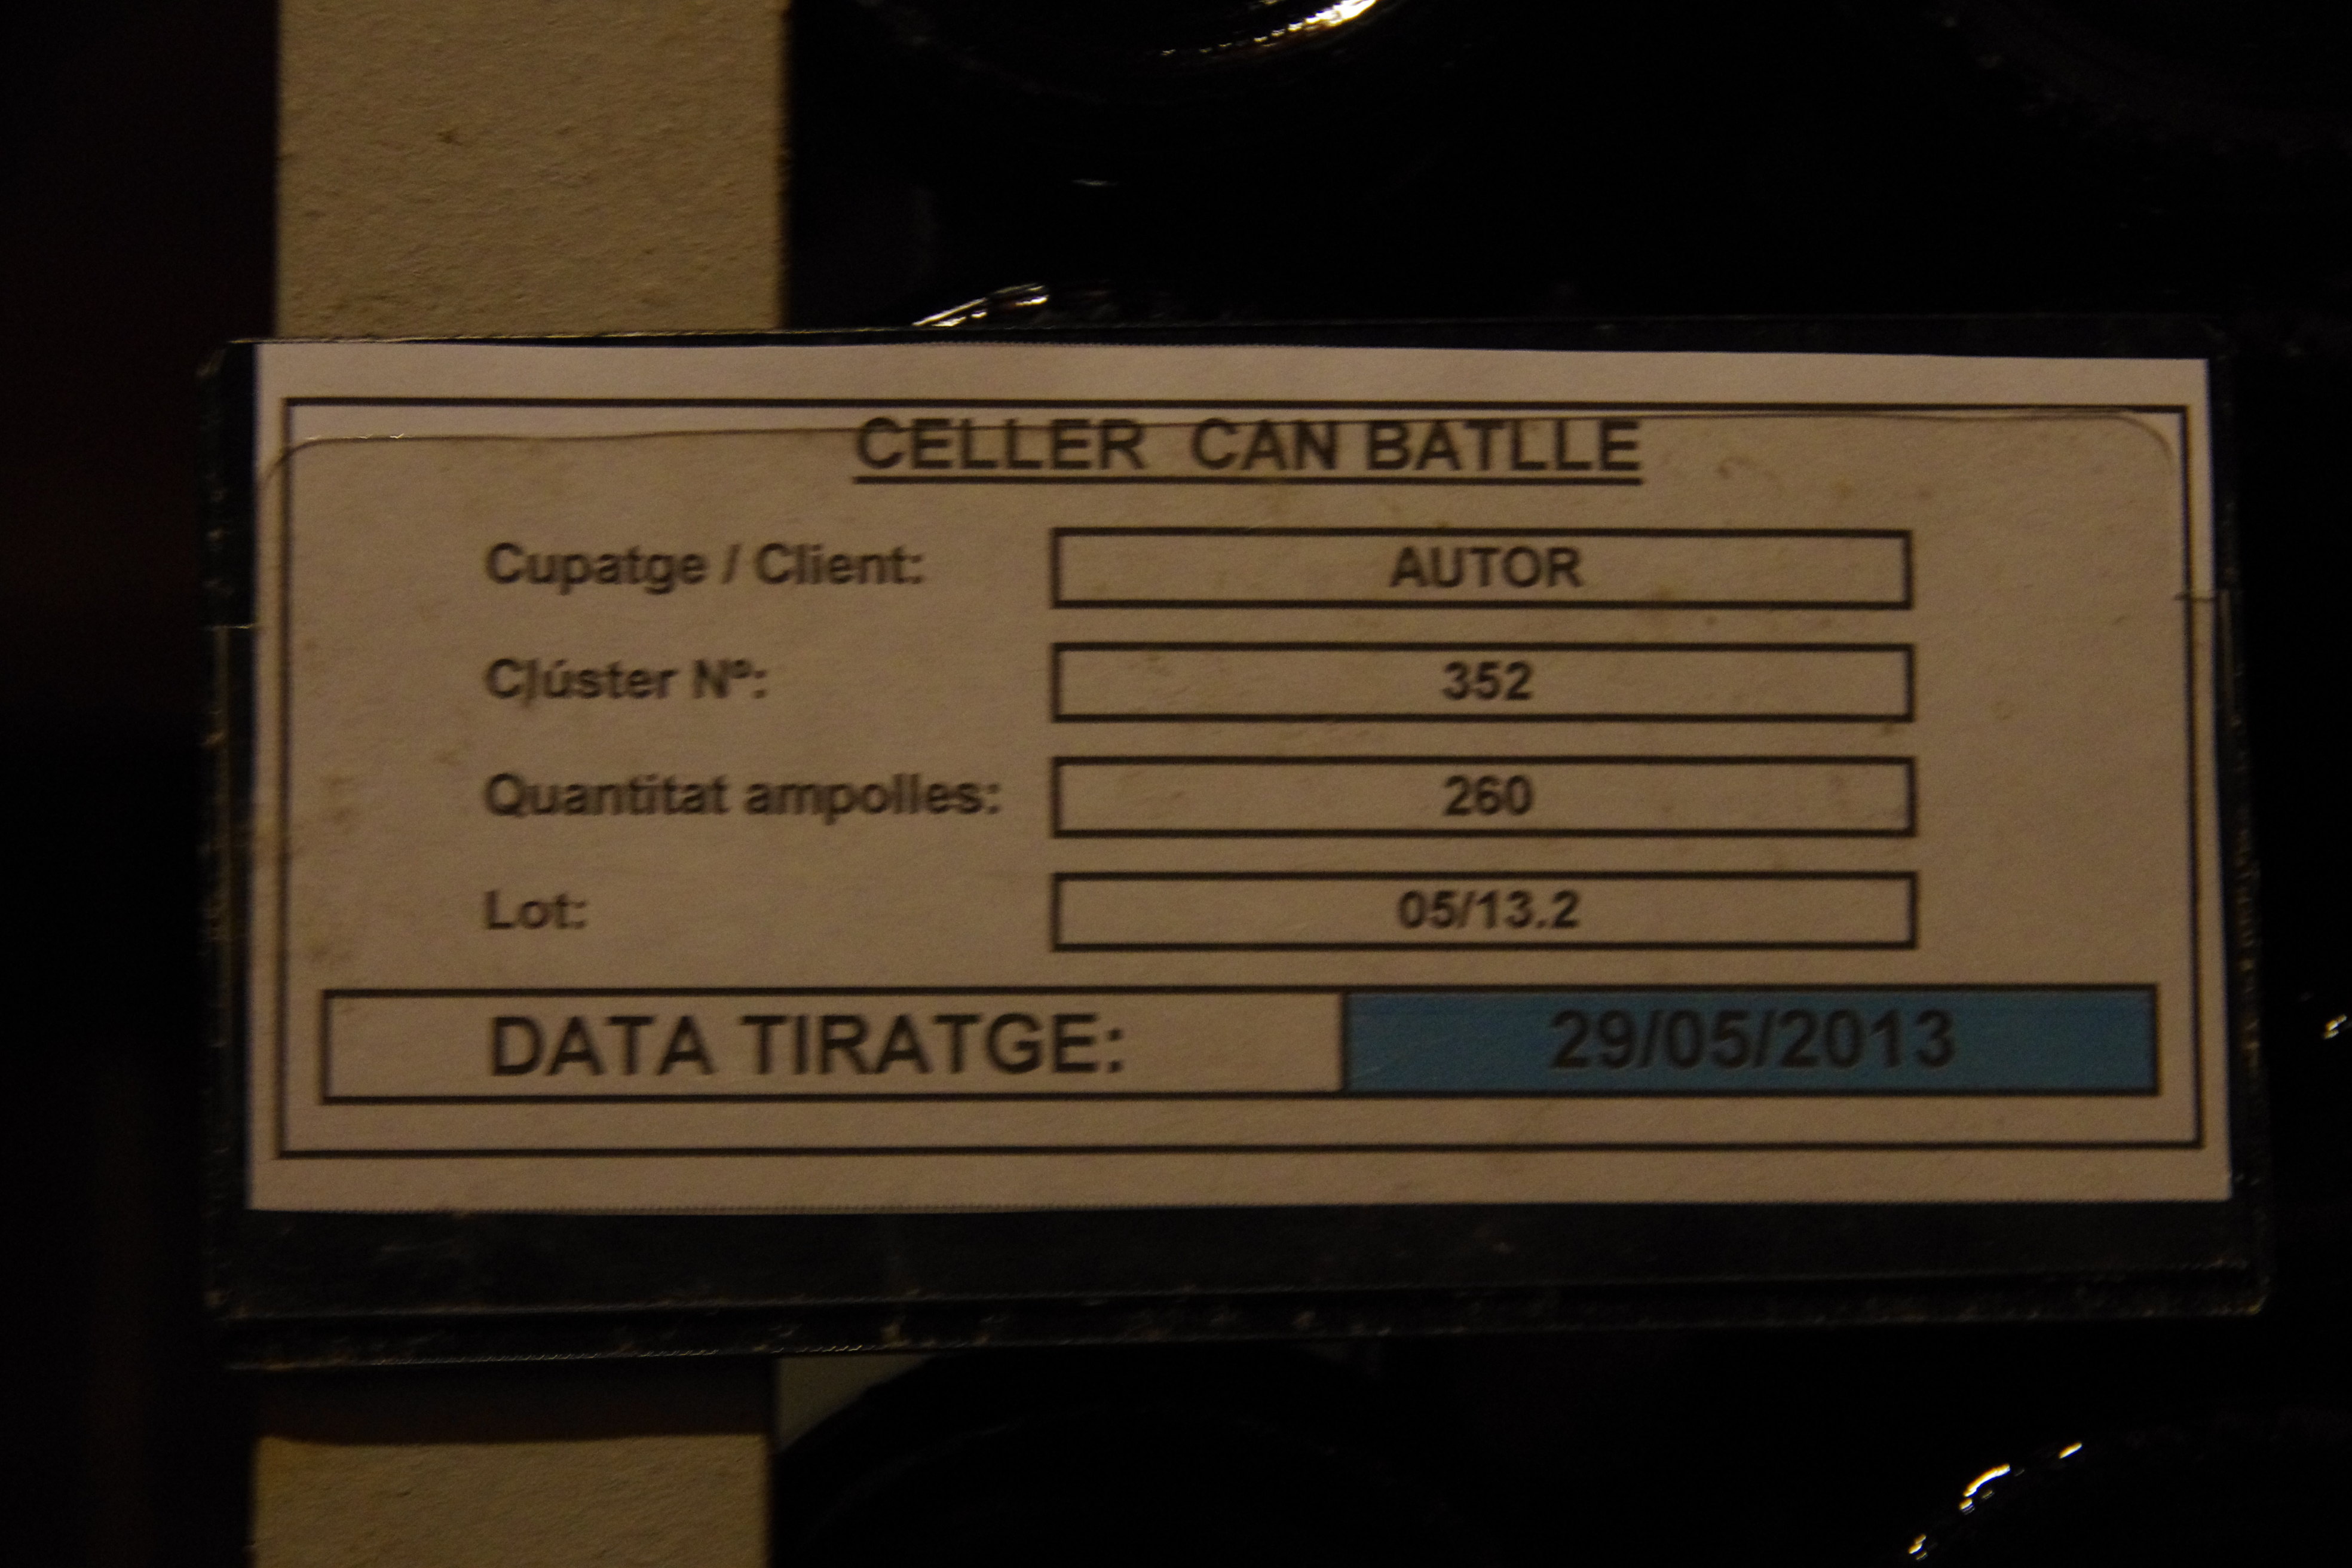 CELLER CAN BATLLE
Cupatge / Client: AUTOR
Clúster Nº: 352
Quantitat ampolles: 260
Lot: 05/13.2
DATA TIRATGE: 29/05/2013